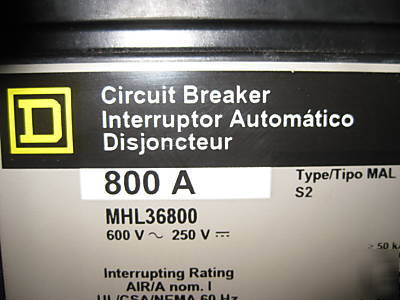 D
Circuit Breaker
Interruptor Automático
Disjoncteur
800 A
Type/Tipo MAL
S2
MHL36800
600 V ~ 250 V ⎓
Interrupting Rating
AIR/A nom. I
UL/CSA/NEMA 60 Hz
≥ 50 k